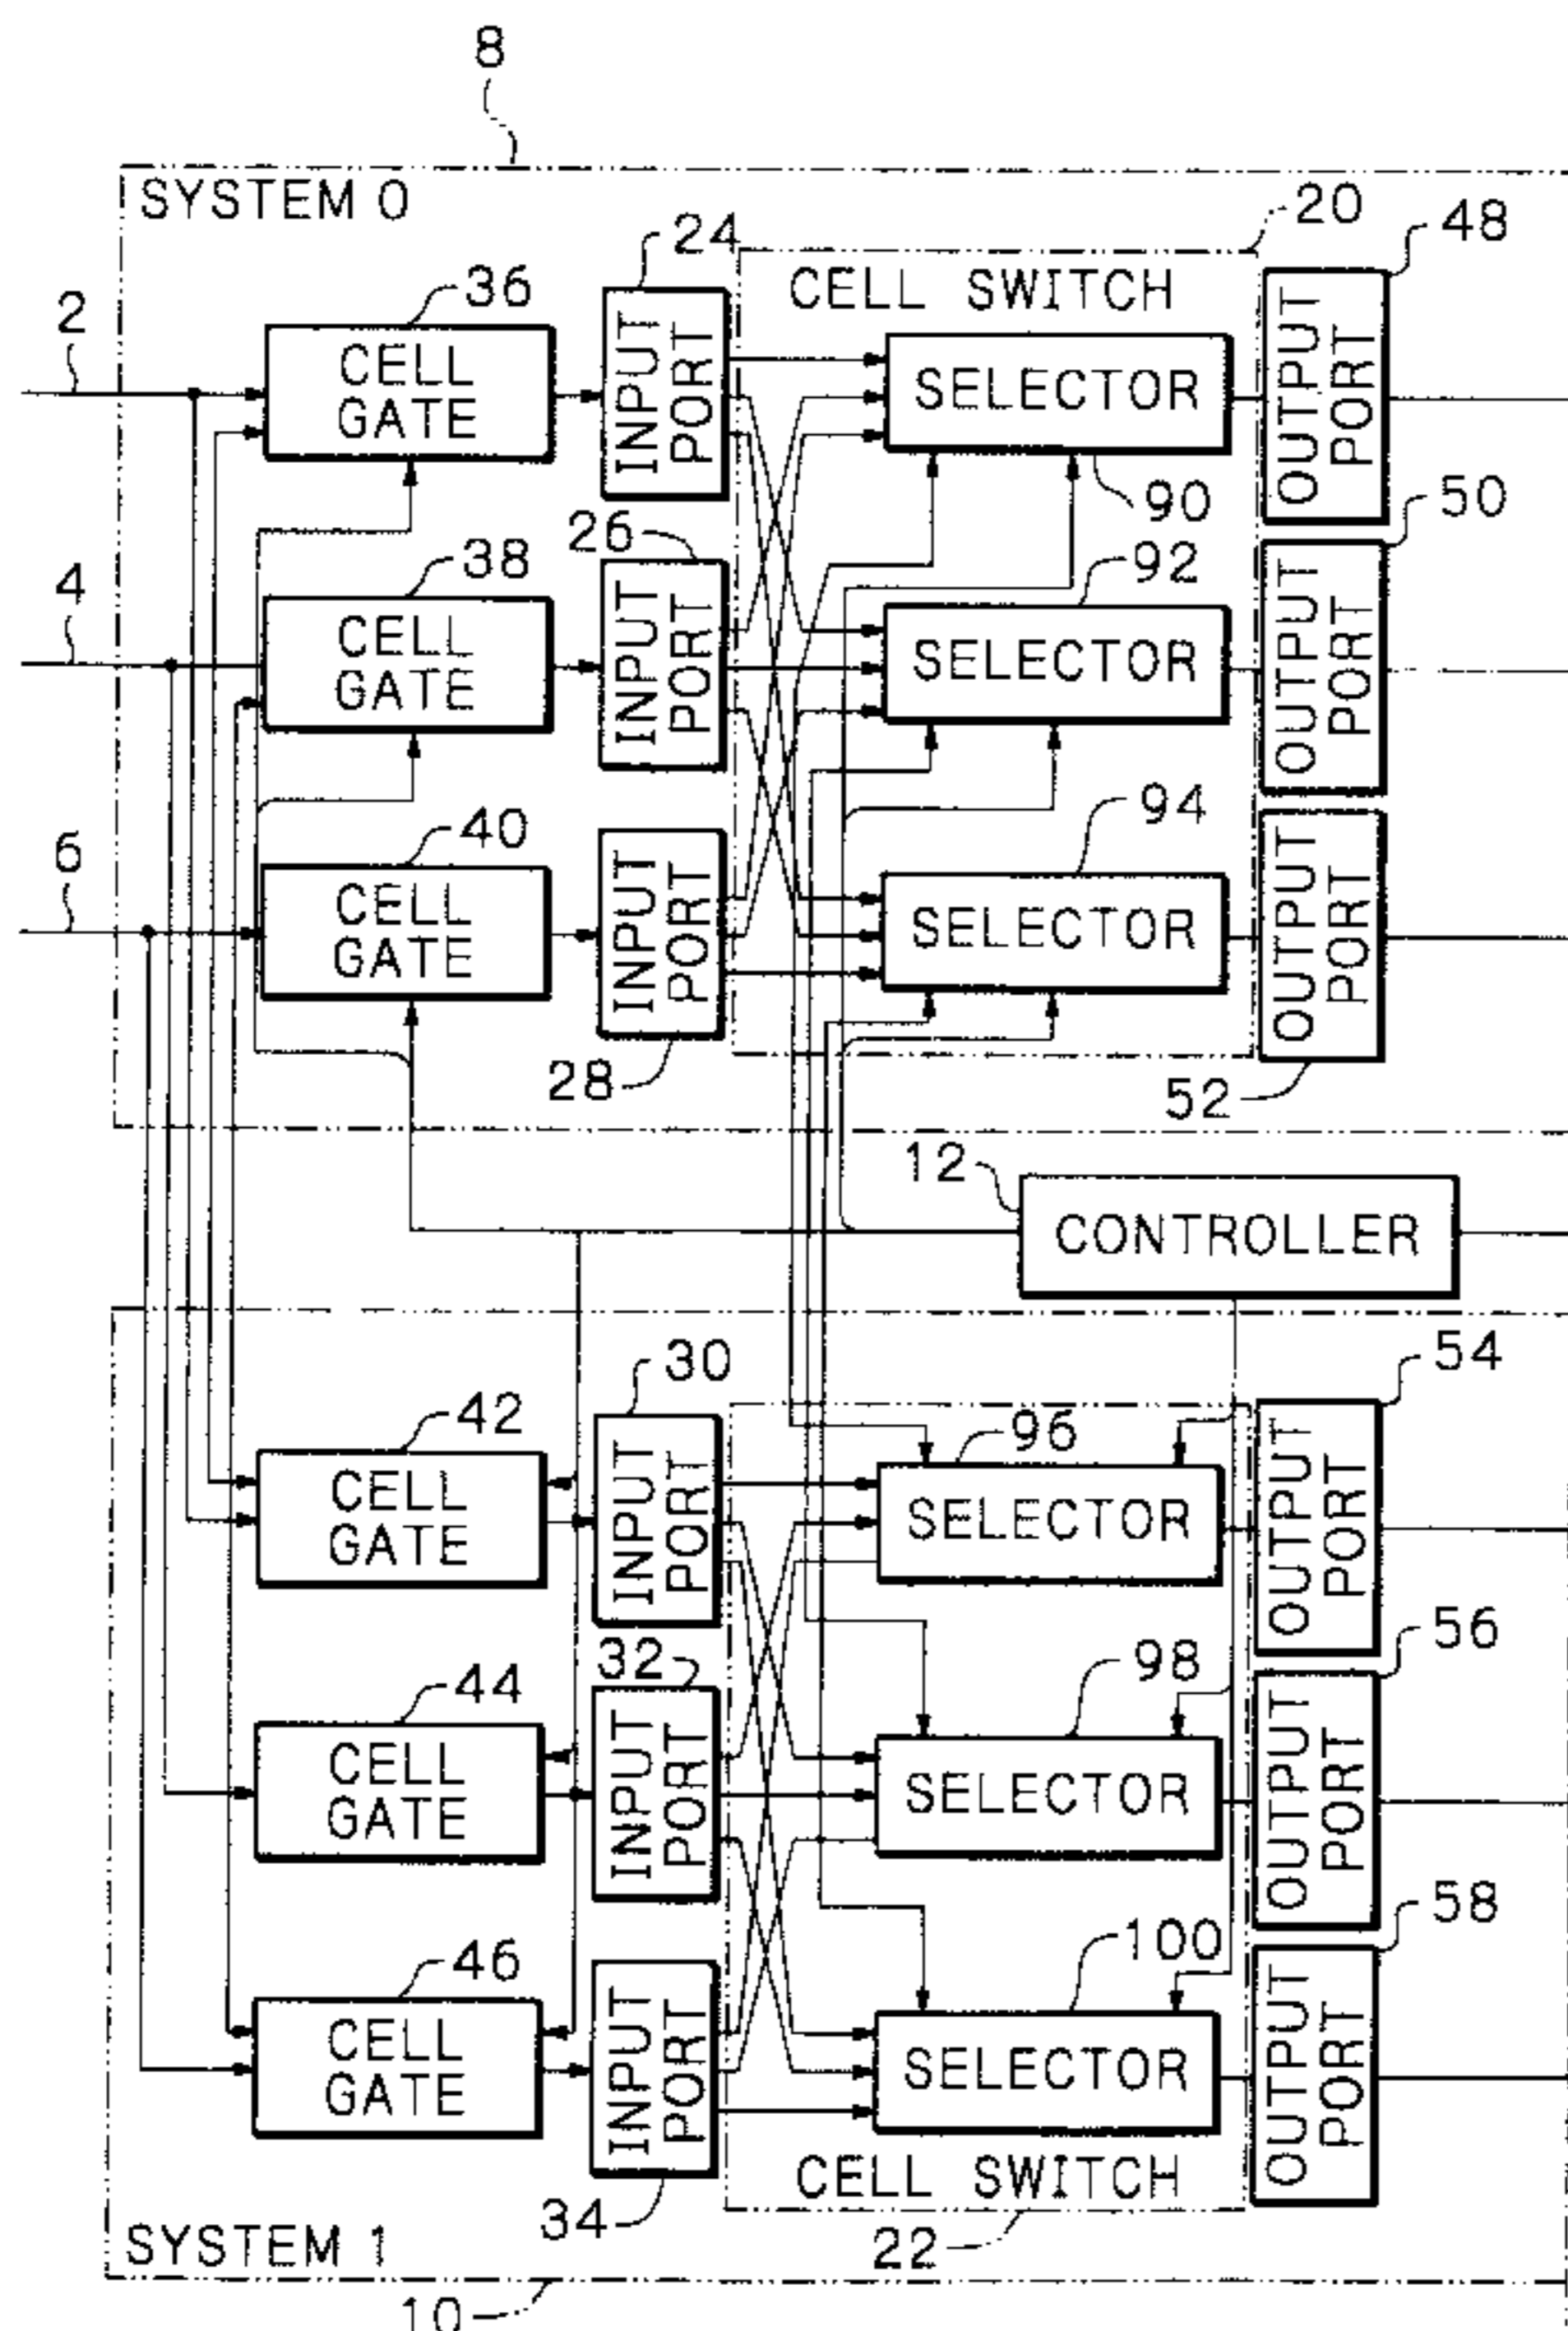 8
SYSTEM 0
20
48
24
CELL SWITCH
36
2
CELL
GATE
INPUT
PORT
SELECTOR
OUTPUT
PORT
90
50
26
38
92
4
CELL
GATE
INPUT
PORT
SELECTOR
OUTPUT
PORT
94
40
6
CELL
GATE
INPUT
PORT
SELECTOR
OUTPUT
PORT
28
52
12
CONTROLLER
54
30
42
96
CELL
GATE
INPUT
PORT
SELECTOR
OUTPUT
PORT
56
32
44
98
CELL
GATE
INPUT
PORT
SELECTOR
OUTPUT
PORT
58
46
100
CELL
GATE
INPUT
PORT
SELECTOR
OUTPUT
PORT
CELL SWITCH
34
22
SYSTEM 1
10